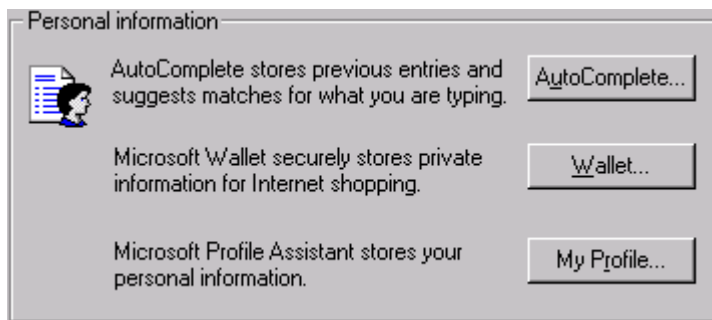 Personal information
AutoComplete stores previous entries and
suggests matches for what you are typing.
AutoComplete...
Microsoft Wallet securely stores private
information for Internet shopping.
Wallet...
Microsoft Profile Assistant stores your
personal information.
My Profile...